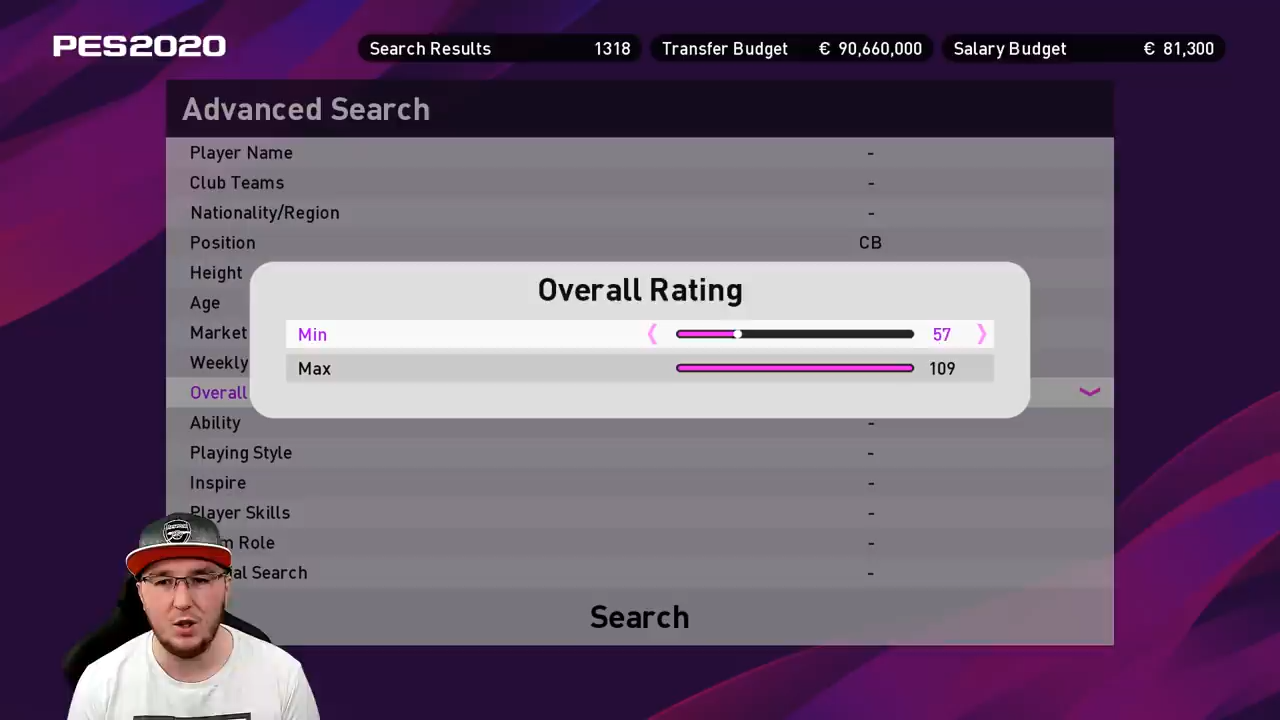 PES2020
Search Results 1318
Transfer Budget € 90,660,000
Salary Budget € 81,300
Advanced Search
Player Name -
Club Teams -
Nationality/Region -
Position CB
Height
Age
Market
Weekly
Overall
Overall Rating
Min 57
Max 109
Ability -
Playing Style -
Inspire -
Player Skills -
Role -
Search -
Search